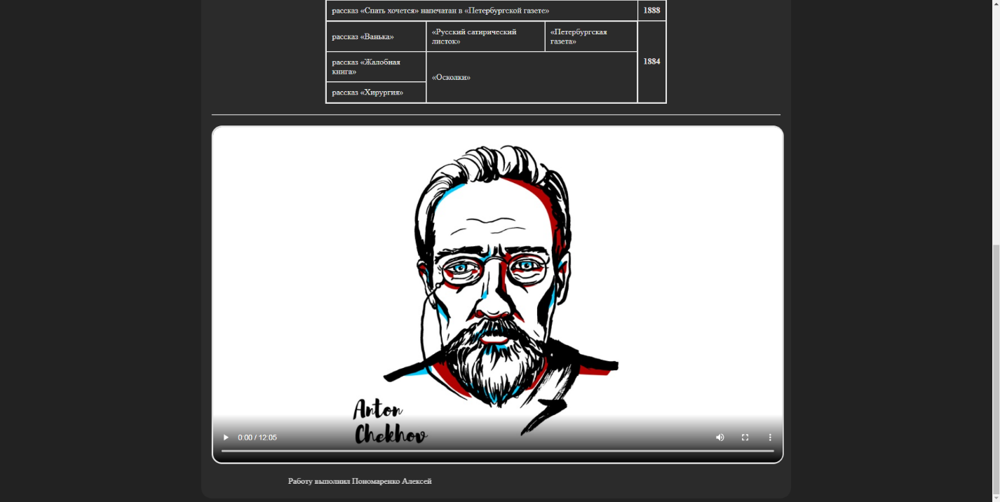 рассказ «Спать хочется» напечатан в «Петербургской газете»
1888
рассказ «Ванька»
«Русский сатирический
листок»
«Петербургская
газета»
1884
рассказ «Жалобная
книга»
«Осколки»
рассказ «Хирургия»
Anton
Chekhov
0:00 / 12:05
Работу выполнил Пономаренко Алексей